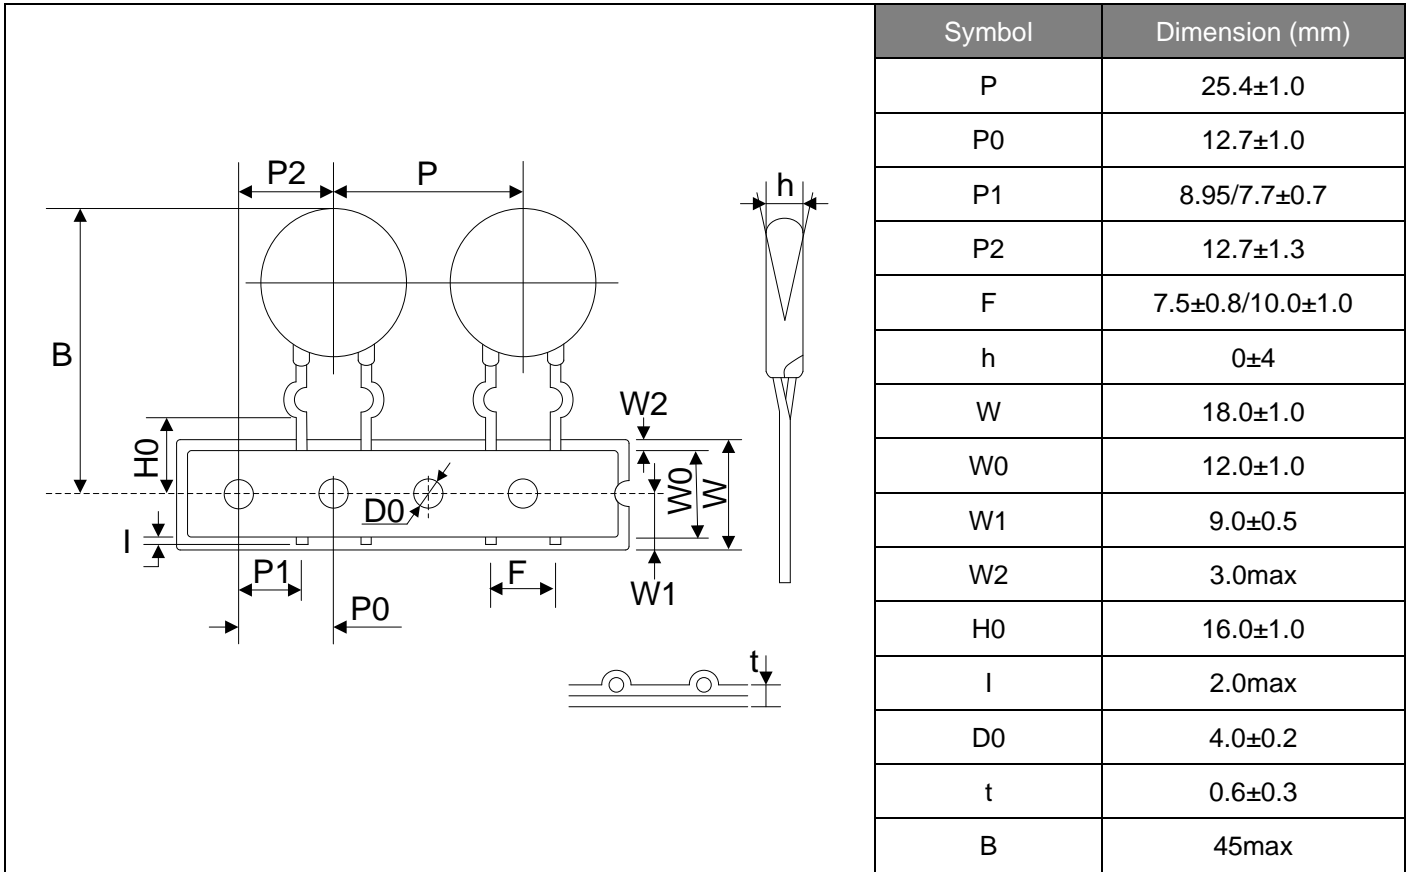 Symbol Dimension (mm)
P 25.4±1.0
P0 12.7±1.0
P1 8.95/7.7±0.7
P2 12.7±1.3
F 7.5±0.8/10.0±1.0
h 0±4
W 18.0±1.0
W0 12.0±1.0
W1 9.0±0.5
W2 3.0max
H0 16.0±1.0
I 2.0max
D0 4.0±0.2
t 0.6±0.3
B 45max
P2
P
h
B
W2
H0
W0
W
D0
I
P1
F
W1
P0
t